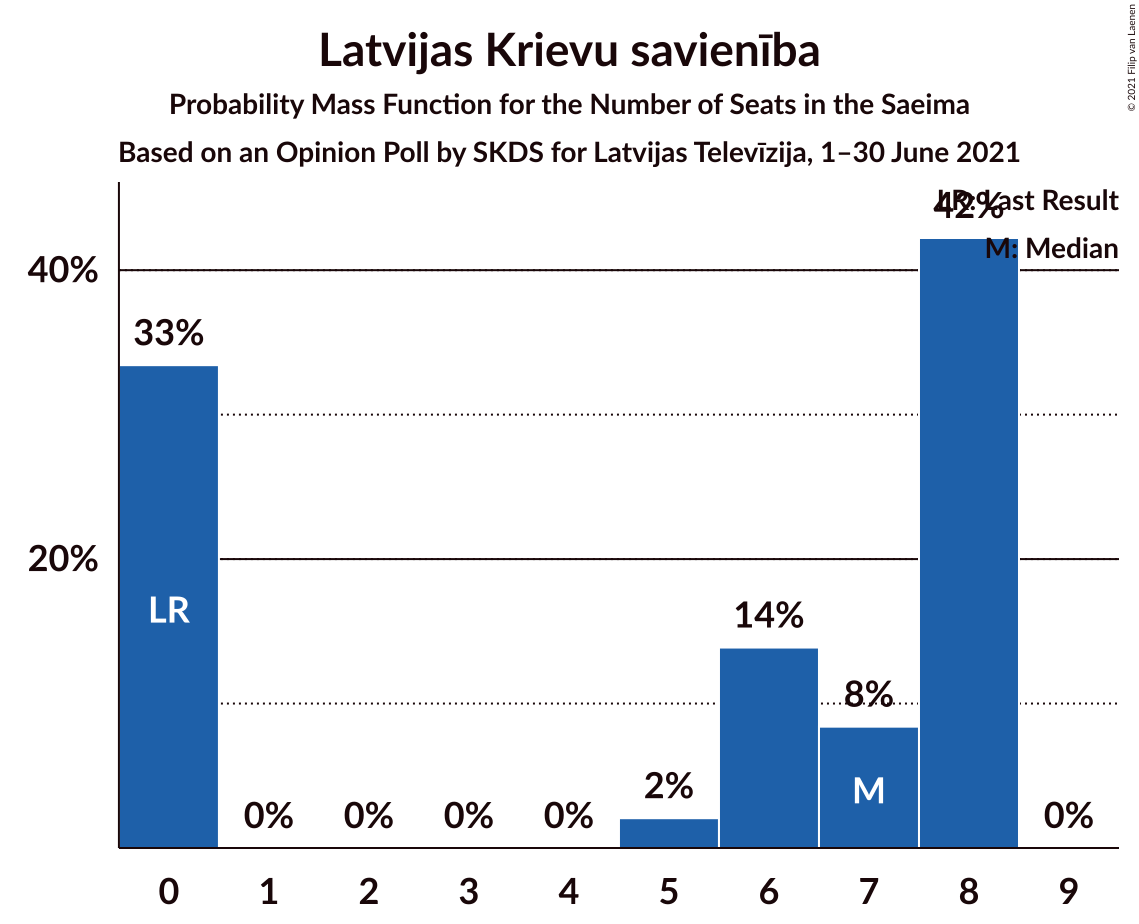 Latvijas Krievu savienība
Probability Mass Function for the Number of Seats in the Saeima
Based on an Opinion Poll by SKDS for Latvijas Televīzija, 1–30 June 2021
© 2021 Filip van Laenen
LR: Last Result
M: Median
42%
40%
33%
20%
LR
14%
8%
M
2%
0% 0% 0% 0% 0%
0 1 2 3 4 5 6 7 8 9